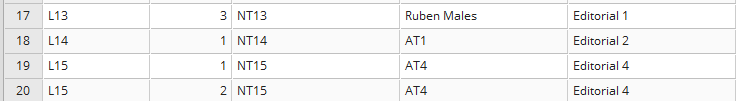 17 L13 3 NT13 Ruben Males Editorial 1
18 L14 1 NT14 AT1 Editorial 2
19 L15 1 NT15 AT4 Editorial 4
20 L15 2 NT15 AT4 Editorial 4